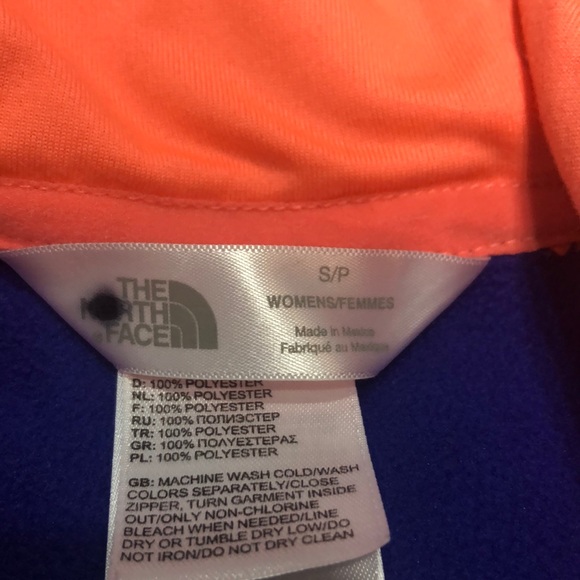 THE
FACE
S/P
WOMENS/FEMMES
Made in Mexico
Fabriqué au Mexique
D: 100% POLYESTER
NL: 100% POLYESTER
F: 100% POLYESTER
RU: 100% ПОЛИЭСТЕР
TR: 100% POLYESTER
GR: 100% ΠΟΛΥΕΣΤΕΡΑΣ
PL: 100% POLYESTER
GB: MACHINE WASH COLD/WASH
COLORS SEPARATELY/CLOSE
ZIPPER, TURN GARMENT INSIDE
OUT/ONLY NON-CHLORINE
BLEACH WHEN NEEDED/LINE
DRY OR TUMBLE DRY LOW/DO
NOT IRON/DO NOT DRY CLEAN